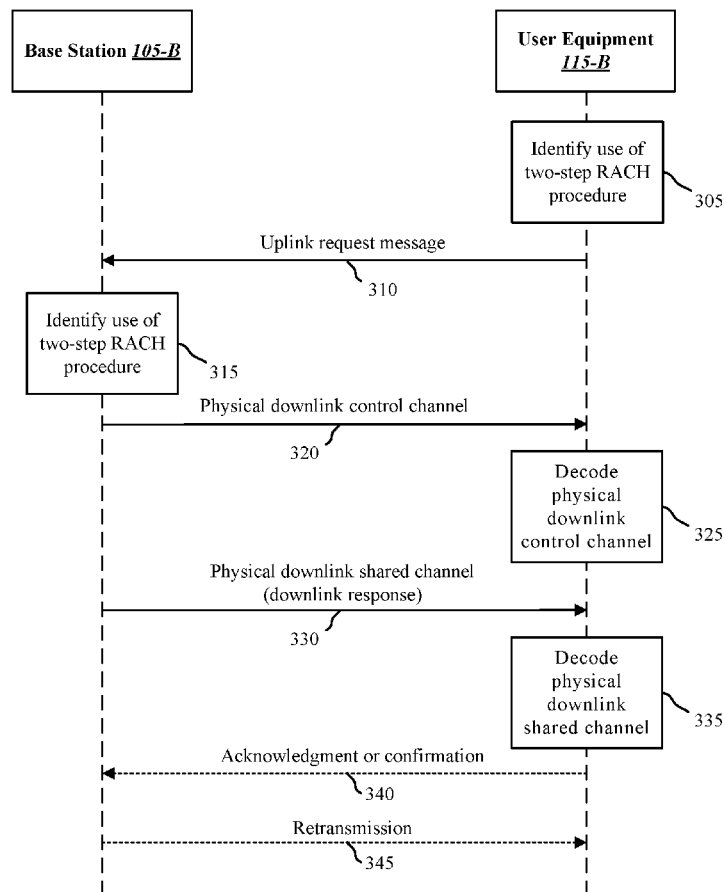 Base Station 105-B
User Equipment
115-B
Identify use of
two-step RACH
procedure
305
Uplink request message
310
Identify use of
two-step RACH
procedure
315
Physical downlink control channel
320
Decode
physical
downlink
control channel
325
Physical downlink shared channel
(downlink response)
330
Decode
physical
downlink
shared channel
335
Acknowledgment or confirmation
340
Retransmission
345